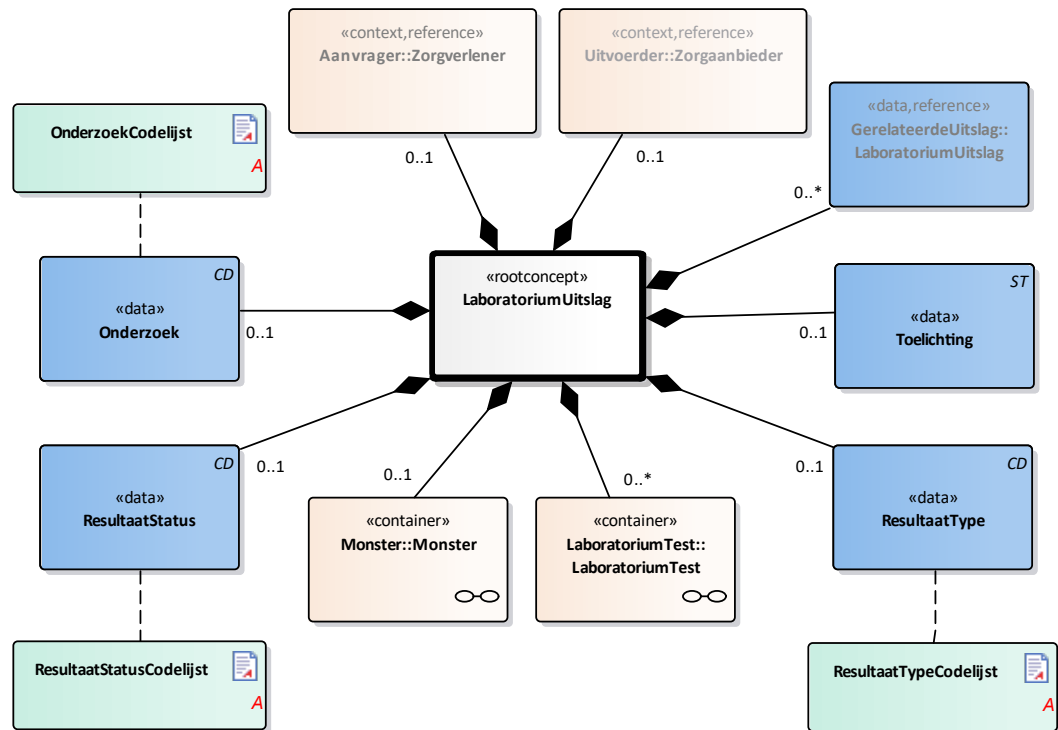 «context,reference»
Aanvrager::Zorgverlener
«context,reference»
Uitvoerder::Zorgaanbieder
«data,reference»
GerelateerdeUitslag::
LaboratoriumUitslag
OnderzoekCodelijst
A
0..1
0..1
0..*
CD
«data»
Onderzoek
0..1
«rootconcept»
LaboratoriumUitslag
ST
«data»
Toelichting
0..1
CD
«data»
ResultaatStatus
0..1
0..1
0..*
0..1
CD
«data»
ResultaatType
«container»
Monster::Monster
«container»
LaboratoriumTest::
LaboratoriumTest
ResultaatStatusCodelijst
A
ResultaatTypeCodelijst
A